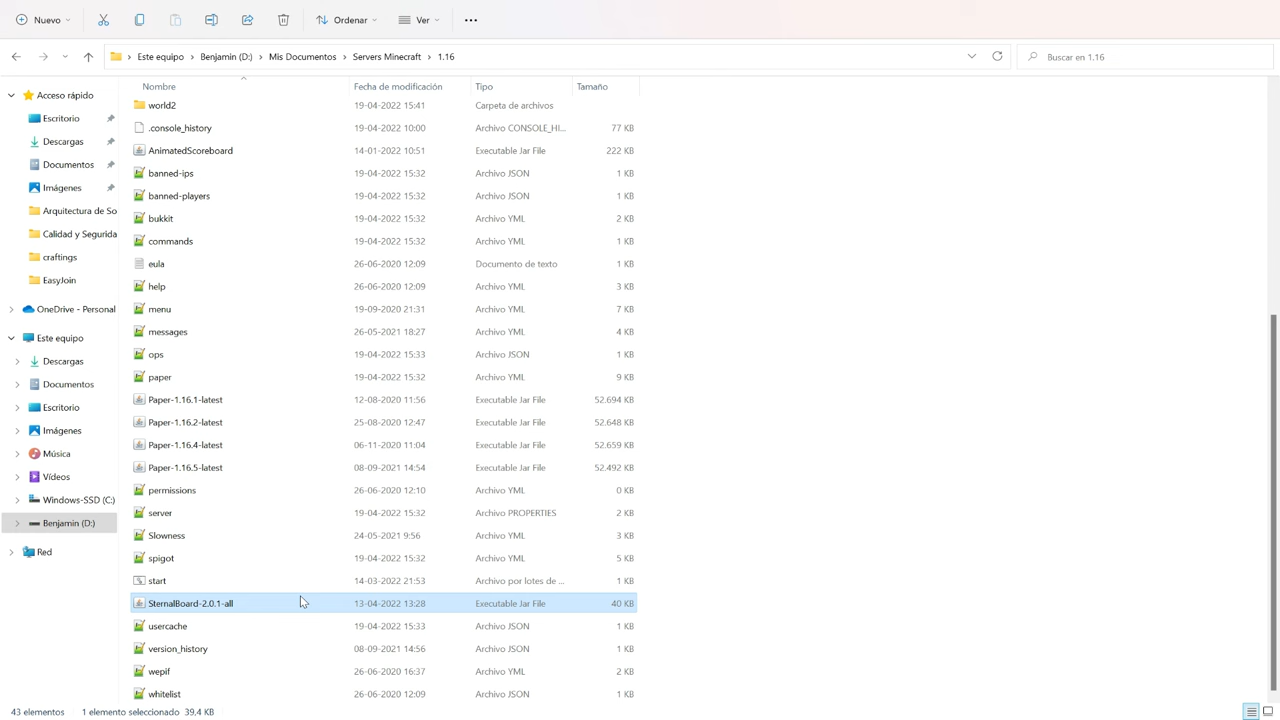 Nuevo
Ordenar
Ver
Este equipo > Benjamin (D:) > Mis Documentos > Servers Minecraft > 1.16
Buscar en 1.16
Nombre Fecha de modificación Tipo Tamaño
Acceso rápido
Escritorio
Descargas
Documentos
Imágenes
Arquitectura de So
Calidad y Segurida
craftings
EasyJoin
OneDrive - Personal
Este equipo
Descargas
Documentos
Escritorio
Imágenes
Música
Vídeos
Windows-SSD (C:)
Benjamin (D:)
Red
world2 19-04-2022 15:41 Carpeta de archivos
.console_history 19-04-2022 10:00 Archivo CONSOLE_HI... 77 KB
AnimatedScoreboard 14-01-2022 10:51 Executable Jar File 222 KB
banned-ips 19-04-2022 15:32 Archivo JSON 1 KB
banned-players 19-04-2022 15:32 Archivo JSON 1 KB
bukkit 19-04-2022 15:32 Archivo YML 2 KB
commands 19-04-2022 15:32 Archivo YML 1 KB
eula 26-06-2020 12:09 Documento de texto 1 KB
help 26-06-2020 12:09 Archivo YML 3 KB
menu 19-09-2020 21:31 Archivo YML 7 KB
messages 26-05-2021 18:27 Archivo YML 4 KB
ops 19-04-2022 15:33 Archivo JSON 1 KB
paper 19-04-2022 15:32 Archivo YML 9 KB
Paper-1.16.1-latest 12-08-2020 11:56 Executable Jar File 52.694 KB
Paper-1.16.2-latest 25-08-2020 12:47 Executable Jar File 52.648 KB
Paper-1.16.4-latest 06-11-2020 11:04 Executable Jar File 52.659 KB
Paper-1.16.5-latest 08-09-2021 14:54 Executable Jar File 52.492 KB
permissions 26-06-2020 12:10 Archivo YML 0 KB
server 19-04-2022 15:32 Archivo PROPERTIES 2 KB
Slowness 24-05-2021 9:56 Archivo YML 3 KB
spigot 19-04-2022 15:32 Archivo YML 5 KB
start 14-03-2022 21:53 Archivo por lotes de ... 1 KB
SternalBoard-2.0.1-all 13-04-2022 13:28 Executable Jar File 40 KB
usercache 19-04-2022 15:33 Archivo JSON 1 KB
version_history 08-09-2021 14:56 Archivo JSON 1 KB
wepif 26-06-2020 16:37 Archivo YML 2 KB
whitelist 26-06-2020 12:09 Archivo JSON 1 KB
43 elementos 1 elemento seleccionado 39,4 KB